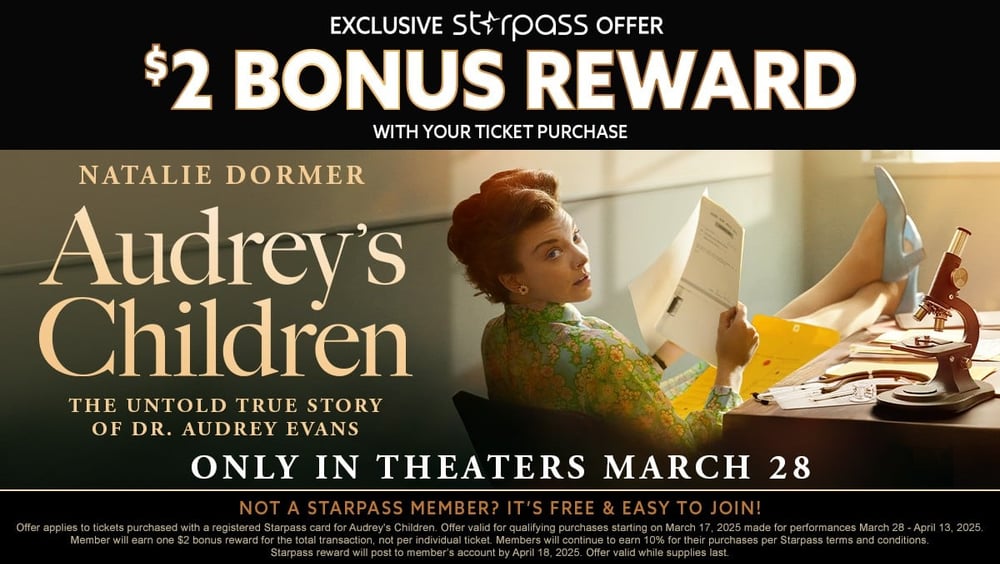 EXCLUSIVE starpass OFFER
$2 BONUS REWARD
WITH YOUR TICKET PURCHASE
NATALIE DORMER
Audrey's
Children
THE UNTOLD TRUE STORY
OF DR. AUDREY EVANS
ONLY IN THEATERS MARCH 28
NOT A STARPASS MEMBER? IT'S FREE & EASY TO JOIN!
Offer applies to tickets purchased with a registered Starpass card for Audrey's Children. Offer valid for qualifying purchases starting on March 17, 2025 made for performances March 28 - April 13, 2025.
Member will earn one $2 bonus reward for the total transaction, not per individual ticket. Members will continue to earn 10% for their purchases per Starpass terms and conditions.
Starpass reward will post to member's account by April 18, 2025. Offer valid while supplies last.